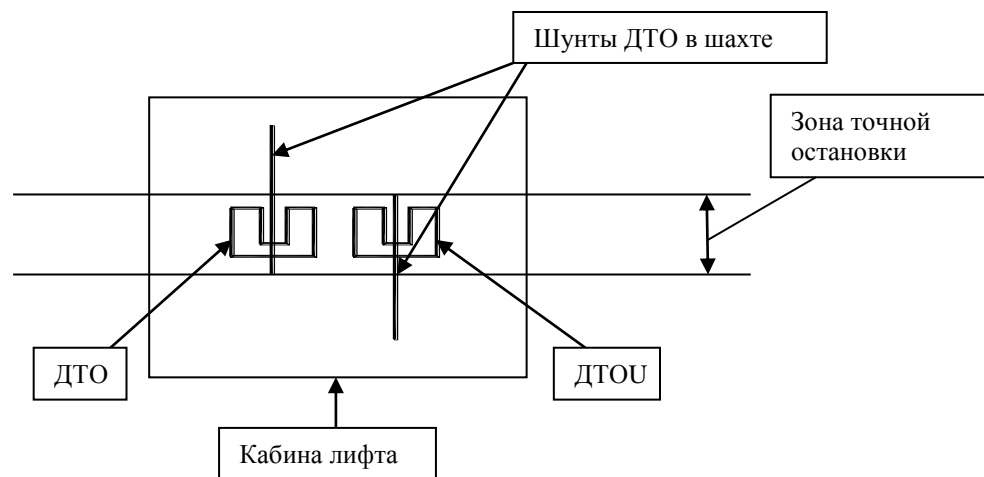 Шунты ДТО в шахте
Зона точной
остановки
ДТО
ДТОU
Кабина лифта